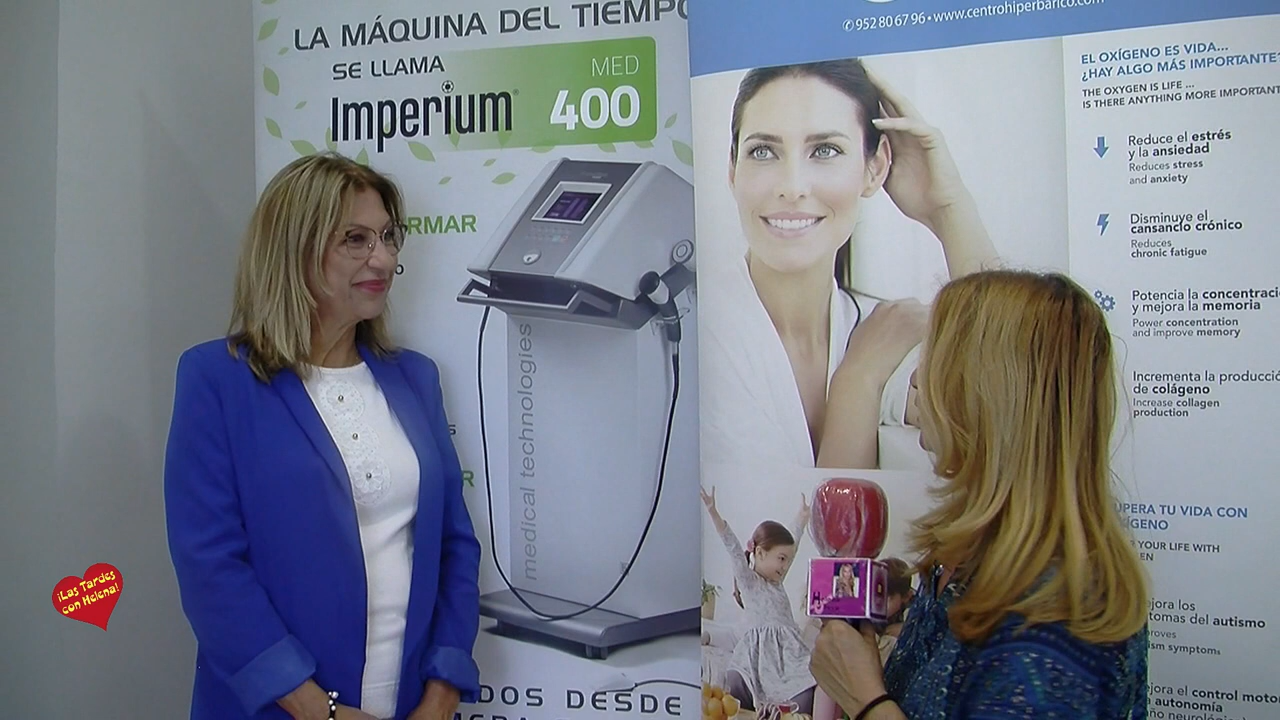 LA MÁQUINA DEL TIEMPO
SE LLAMA
Imperium® MED
400
RMAR
o
medical technologies
S
R
DOS DESDE
952 80 67 96 • www.centrohiperbarico.com
EL OXÍGENO ES VIDA...
¿HAY ALGO MÁS IMPORTANTE?
THE OXYGEN IS LIFE ...
IS THERE ANYTHING MORE IMPORTANT
Reduce el estrés
y la ansiedad
Reduces stress
and anxiety
Disminuye el
cansancio crónico
Reduces
chronic fatigue
Potencia la concentració
y mejora la memoria
Power concentration
and improve memory
Incrementa la producció
de colágeno
Increase collagen
production
UPERA TU VIDA CON
ÍGENO
YOUR LIFE WITH
EN
jora los
tomas del autismo
roves
ism symptoms
jora el control moto
autonomía
¡Las Tardes
con Helena!